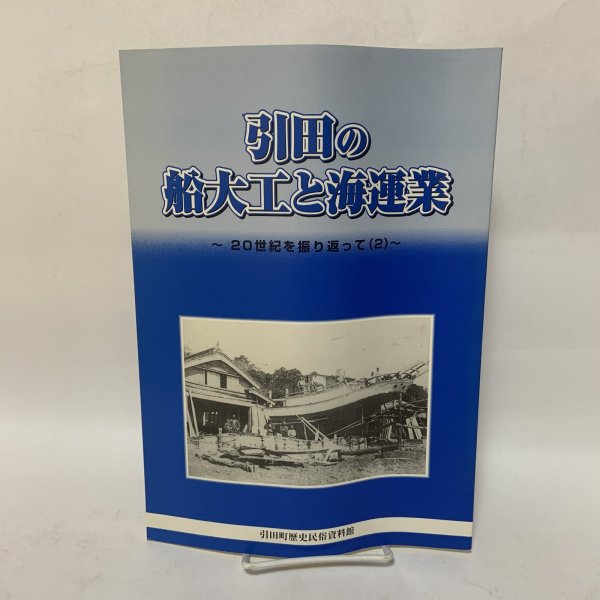 引田の
船大工と海運業
～ 20世紀を振り返って(2)～
引田町歴史民俗資料館